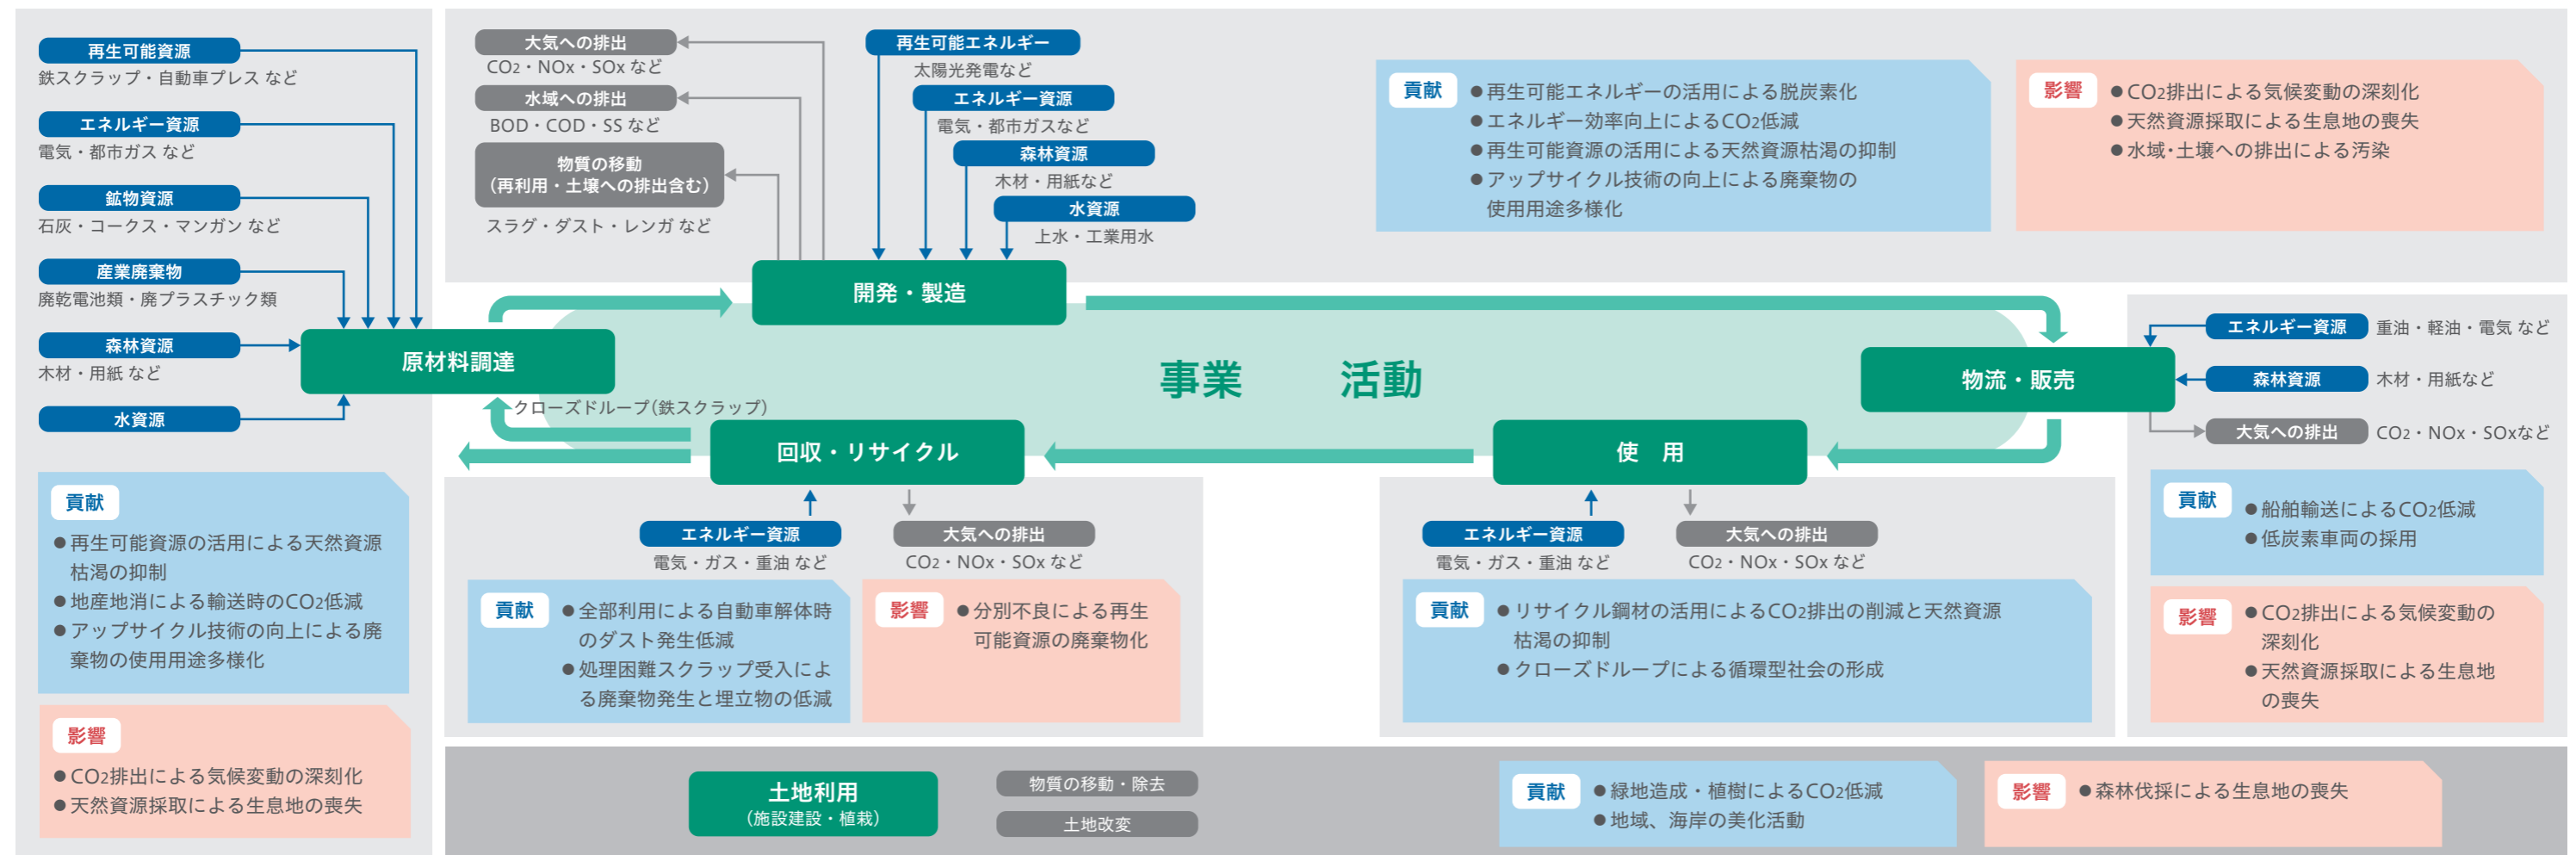 再生可能資源
鉄スクラップ・自動車プレス など
エネルギー資源
電気・都市ガス など
鉱物資源
石灰・コークス・マンガン など
産業廃棄物
廃乾電池類・廃プラスチック類
森林資源
木材・用紙 など
水資源
原材料調達
貢献
●再生可能資源の活用による天然資源
枯渇の抑制
●地産地消による輸送時のCO2低減
●アップサイクル技術の向上による廃
棄物の使用用途多様化
影響
●CO2排出による気候変動の深刻化
●天然資源採取による生息地の喪失
大気への排出
CO2・NOx・SOx など
水域への排出
BOD・COD・SS など
物質の移動
(再利用・土壌への排出含む)
スラグ・ダスト・レンガ など
再生可能エネルギー
太陽光発電など
エネルギー資源
電気・都市ガスなど
森林資源
木材・用紙など
水資源
上水・工業用水
開発・製造
貢献
●再生可能エネルギーの活用による脱炭素化
●エネルギー効率向上によるCO2低減
●再生可能資源の活用による天然資源枯渇の抑制
●アップサイクル技術の向上による廃棄物の
使用用途多様化
影響
●CO2排出による気候変動の深刻化
●天然資源採取による生息地の喪失
●水域・土壌への排出による汚染
事業 活動
物流・販売
エネルギー資源 重油・軽油・電気 など
森林資源 木材・用紙など
大気への排出 CO2・NOx・SOxなど
貢献
●船舶輸送によるCO2低減
●低炭素車両の採用
影響
●CO2排出による気候変動の
深刻化
●天然資源採取による生息地
の喪失
クローズドループ(鉄スクラップ)
回収・リサイクル
エネルギー資源
電気・ガス・重油 など
大気への排出
CO2・NOx・SOx など
貢献
●全部利用による自動車解体時
のダスト発生低減
●処理困難スクラップ受入によ
る廃棄物発生と埋立物の低減
影響
●分別不良による再生
可能資源の廃棄物化
使 用
エネルギー資源
電気・ガス・重油 など
大気への排出
CO2・NOx・SOx など
貢献
●リサイクル鋼材の活用によるCO2排出の削減と天然資源
枯渇の抑制
●クローズドループによる循環型社会の形成
土地利用
(施設建設・植栽)
物質の移動・除去
土地改変
貢献
●緑地造成・植樹によるCO2低減
●地域、海岸の美化活動
影響
●森林伐採による生息地の喪失